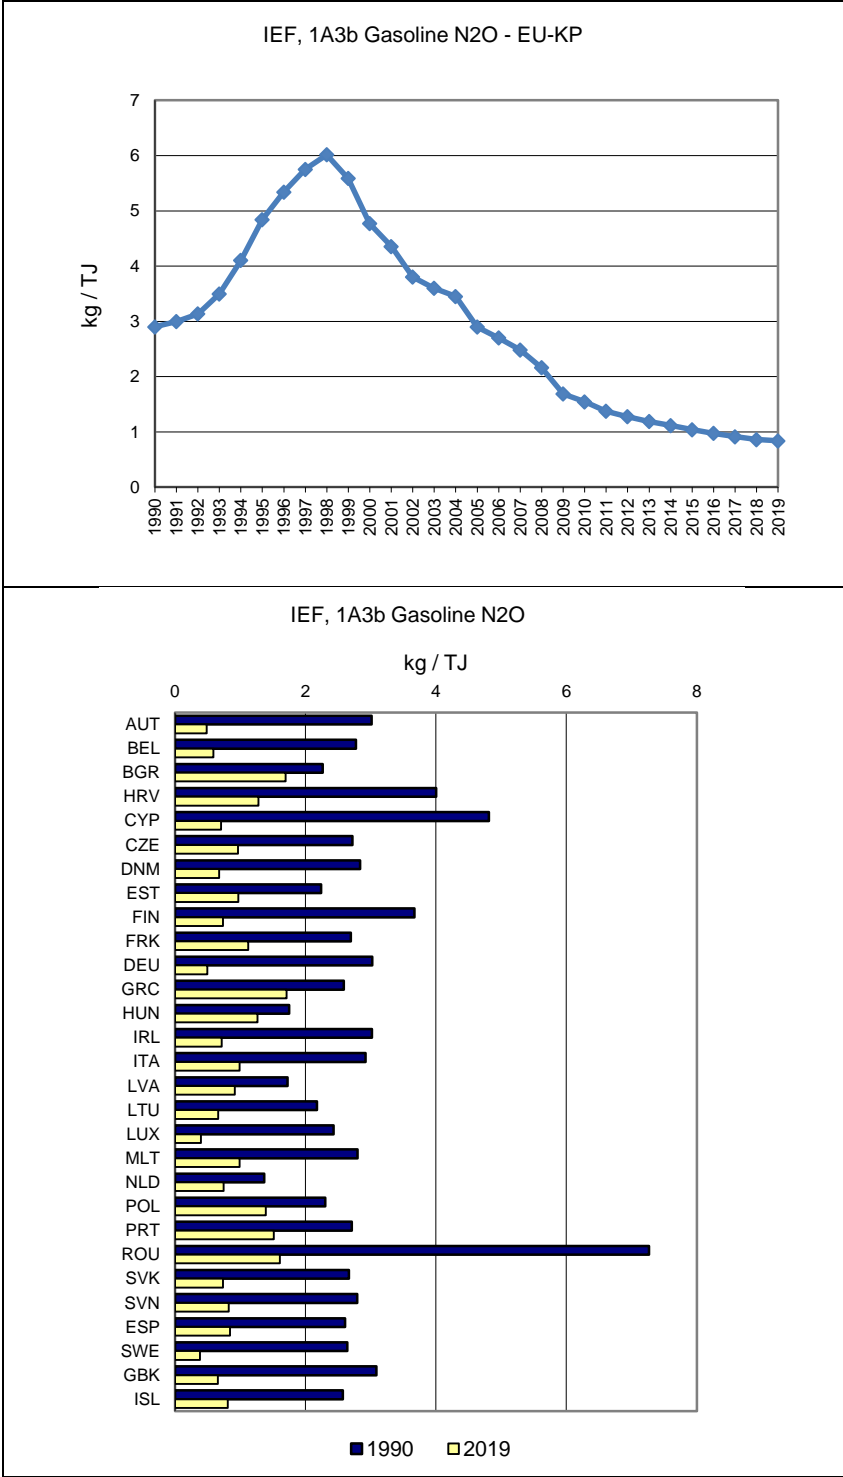 IEF, 1A3b Gasoline N2O - EU-KP
7
6
5
4
3
2
1
0
kg / TJ
1990 1991 1992 1993 1994 1995 1996 1997 1998 1999 2000 2001 2002 2003 2004 2005 2006 2007 2008 2009 2010 2011 2012 2013 2014 2015 2016 2017 2018 2019
IEF, 1A3b Gasoline N2O
kg / TJ
0 2 4 6 8
AUT
BEL
BGR
HRV
CYP
CZE
DNM
EST
FIN
FRK
DEU
GRC
HUN
IRL
ITA
LVA
LTU
LUX
MLT
NLD
POL
PRT
ROU
SVK
SVN
ESP
SWE
GBK
ISL
1990 2019